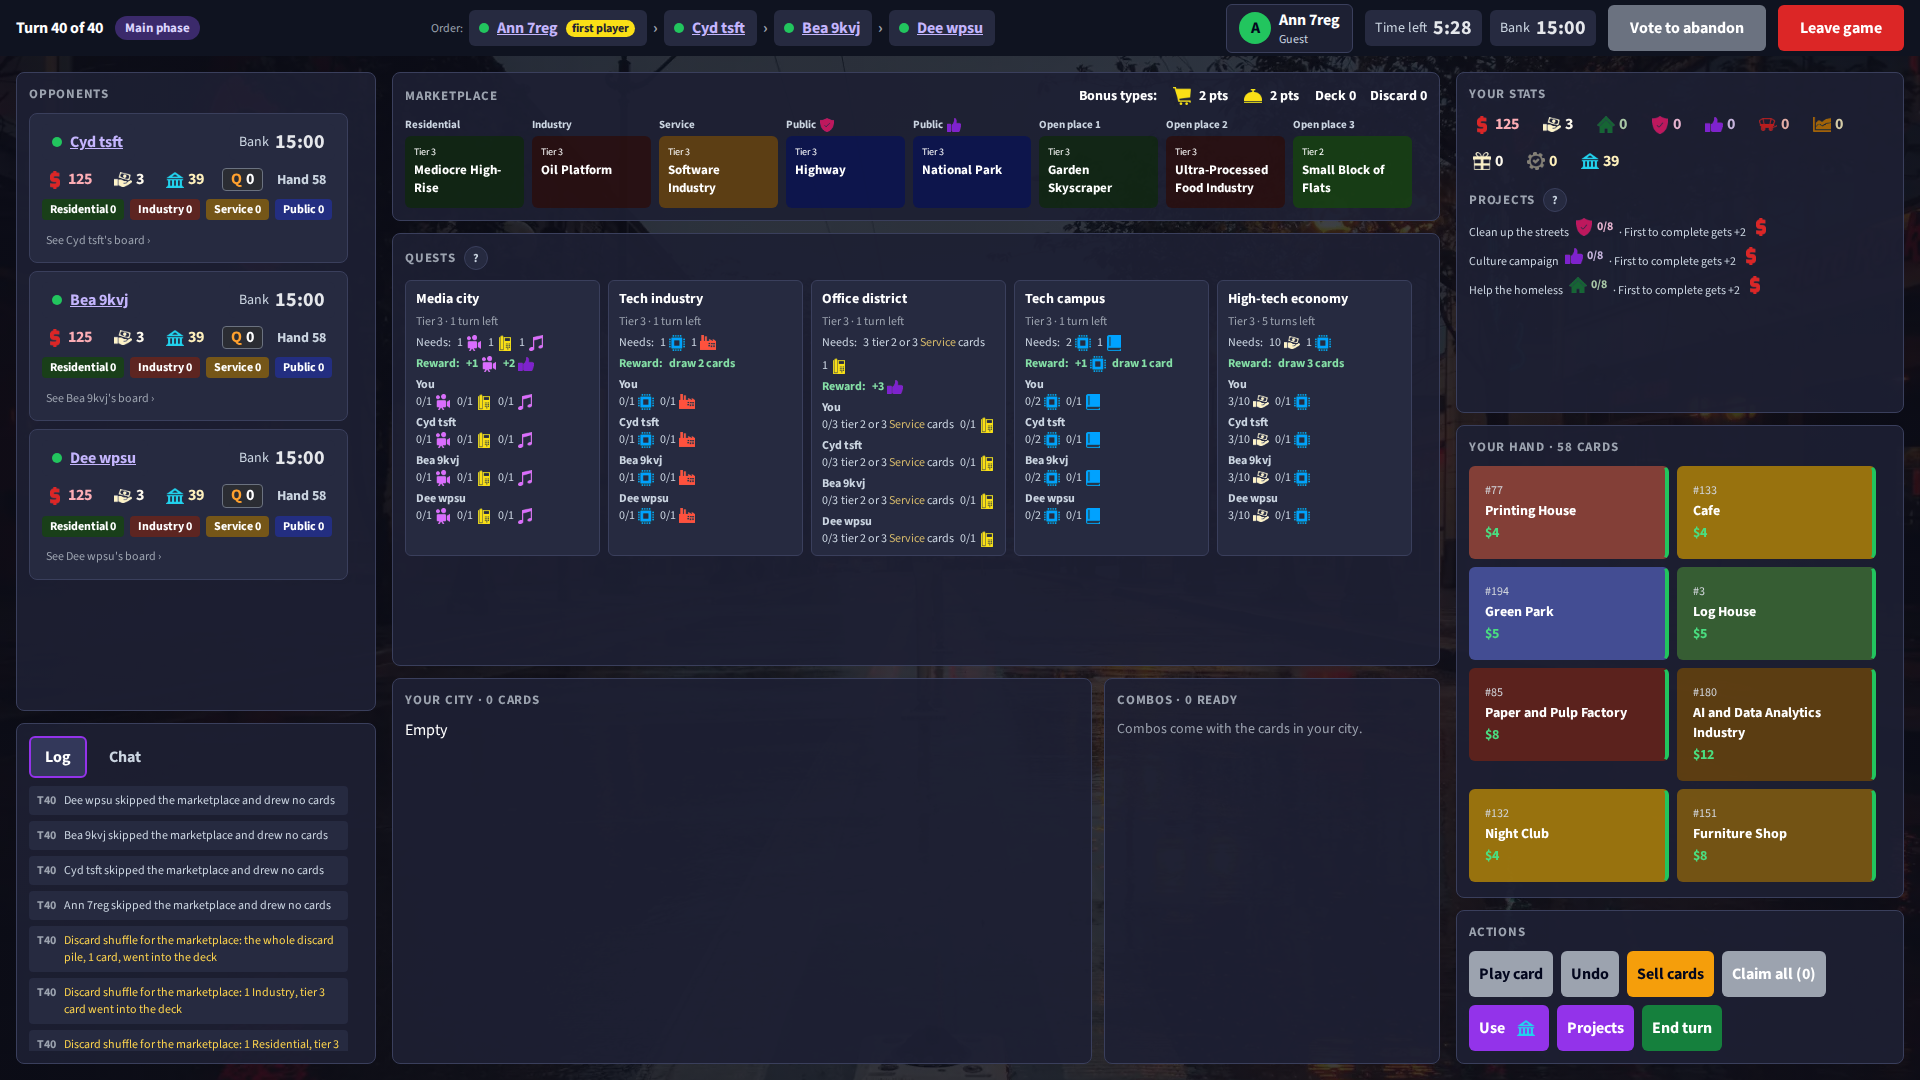 Turn 40 of 40 Main phase
Order: Ann 7reg first player › Cyd tsft › Bea 9kvj › Dee wpsu
A Ann 7reg
Guest
Time left 5:28
Bank 15:00
Vote to abandon
Leave game
OPPONENTS
Cyd tsft Bank 15:00
125 3 39 Q 0 Hand 58
Residential 0 Industry 0 Service 0 Public 0
See Cyd tsft's board ›
Bea 9kvj Bank 15:00
125 3 39 Q 0 Hand 58
Residential 0 Industry 0 Service 0 Public 0
See Bea 9kvj's board ›
Dee wpsu Bank 15:00
125 3 39 Q 0 Hand 58
Residential 0 Industry 0 Service 0 Public 0
See Dee wpsu's board ›
Log Chat
T40 Dee wpsu skipped the marketplace and drew no cards
T40 Bea 9kvj skipped the marketplace and drew no cards
T40 Cyd tsft skipped the marketplace and drew no cards
T40 Ann 7reg skipped the marketplace and drew no cards
T40 Discard shuffle for the marketplace: the whole discard
pile, 1 card, went into the deck
T40 Discard shuffle for the marketplace: 1 Industry, tier 3
card went into the deck
T40 Discard shuffle for the marketplace: 1 Residential, tier 3
MARKETPLACE
Bonus types: 2 pts 2 pts Deck 0 Discard 0
Residential
Tier 3
Mediocre High-
Rise
Industry
Tier 3
Oil Platform
Service
Tier 3
Software
Industry
Public
Tier 3
Highway
Public
Tier 3
National Park
Open place 1
Tier 3
Garden
Skyscraper
Open place 2
Tier 3
Ultra-Processed
Food Industry
Open place 3
Tier 2
Small Block of
Flats
QUESTS ?
Media city
Tier 3 · 1 turn left
Needs: 1 1 1
Reward: +1 +2
You
0/1 0/1 0/1
Cyd tsft
0/1 0/1 0/1
Bea 9kvj
0/1 0/1 0/1
Dee wpsu
0/1 0/1 0/1
Tech industry
Tier 3 · 1 turn left
Needs: 1 1
Reward: draw 2 cards
You
0/1 0/1
Cyd tsft
0/1 0/1
Bea 9kvj
0/1 0/1
Dee wpsu
0/1 0/1
Office district
Tier 3 · 1 turn left
Needs: 3 tier 2 or 3 Service cards
1
Reward: +3
You
0/3 tier 2 or 3 Service cards 0/1
Cyd tsft
0/3 tier 2 or 3 Service cards 0/1
Bea 9kvj
0/3 tier 2 or 3 Service cards 0/1
Dee wpsu
0/3 tier 2 or 3 Service cards 0/1
Tech campus
Tier 3 · 1 turn left
Needs: 2 1
Reward: +1 draw 1 card
You
0/2 0/1
Cyd tsft
0/2 0/1
Bea 9kvj
0/2 0/1
Dee wpsu
0/2 0/1
High-tech economy
Tier 3 · 5 turns left
Needs: 10 1
Reward: draw 3 cards
You
3/10 0/1
Cyd tsft
3/10 0/1
Bea 9kvj
3/10 0/1
Dee wpsu
3/10 0/1
YOUR CITY · 0 CARDS
Empty
COMBOS · 0 READY
Combos come with the cards in your city.
YOUR STATS
125 3 0 0 0 0 0
0 0 39
PROJECTS ?
Clean up the streets 0/8 · First to complete gets +2
Culture campaign 0/8 · First to complete gets +2
Help the homeless 0/8 · First to complete gets +2
YOUR HAND · 58 CARDS
#77
Printing House
$4
#133
Cafe
$4
#194
Green Park
$5
#3
Log House
$5
#85
Paper and Pulp Factory
$8
#180
AI and Data Analytics
Industry
$12
#132
Night Club
$4
#151
Furniture Shop
$8
ACTIONS
Play card Undo Sell cards Claim all (0)
Use Projects End turn